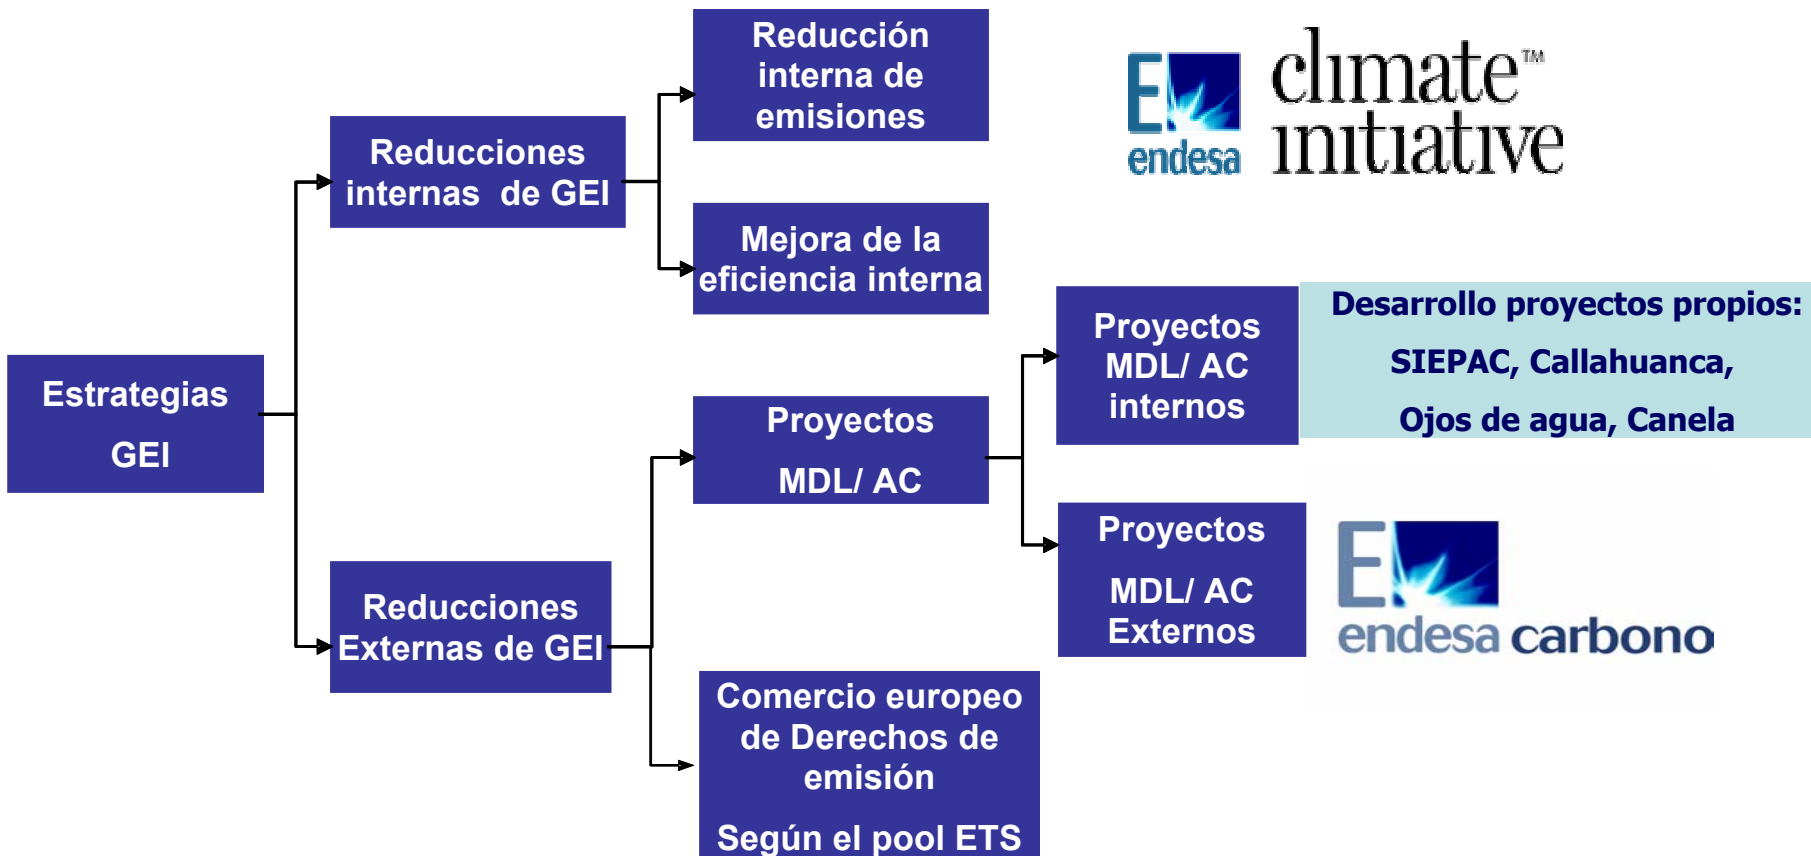 Reducción
interna de
emisiones
E
endesa
climate™
initiative
Reducciones
internas de GEI
Mejora de la
eficiencia interna
Proyectos
MDL/ AC
internos
Desarrollo proyectos propios:
SIEPAC, Callahuanca,
Ojos de agua, Canela
Estrategias
GEI
Proyectos
MDL/ AC
Proyectos
MDL/ AC
Externos
E
endesa carbono
Reducciones
Externas de GEI
Comercio europeo
de Derechos de
emisión
Según el pool ETS